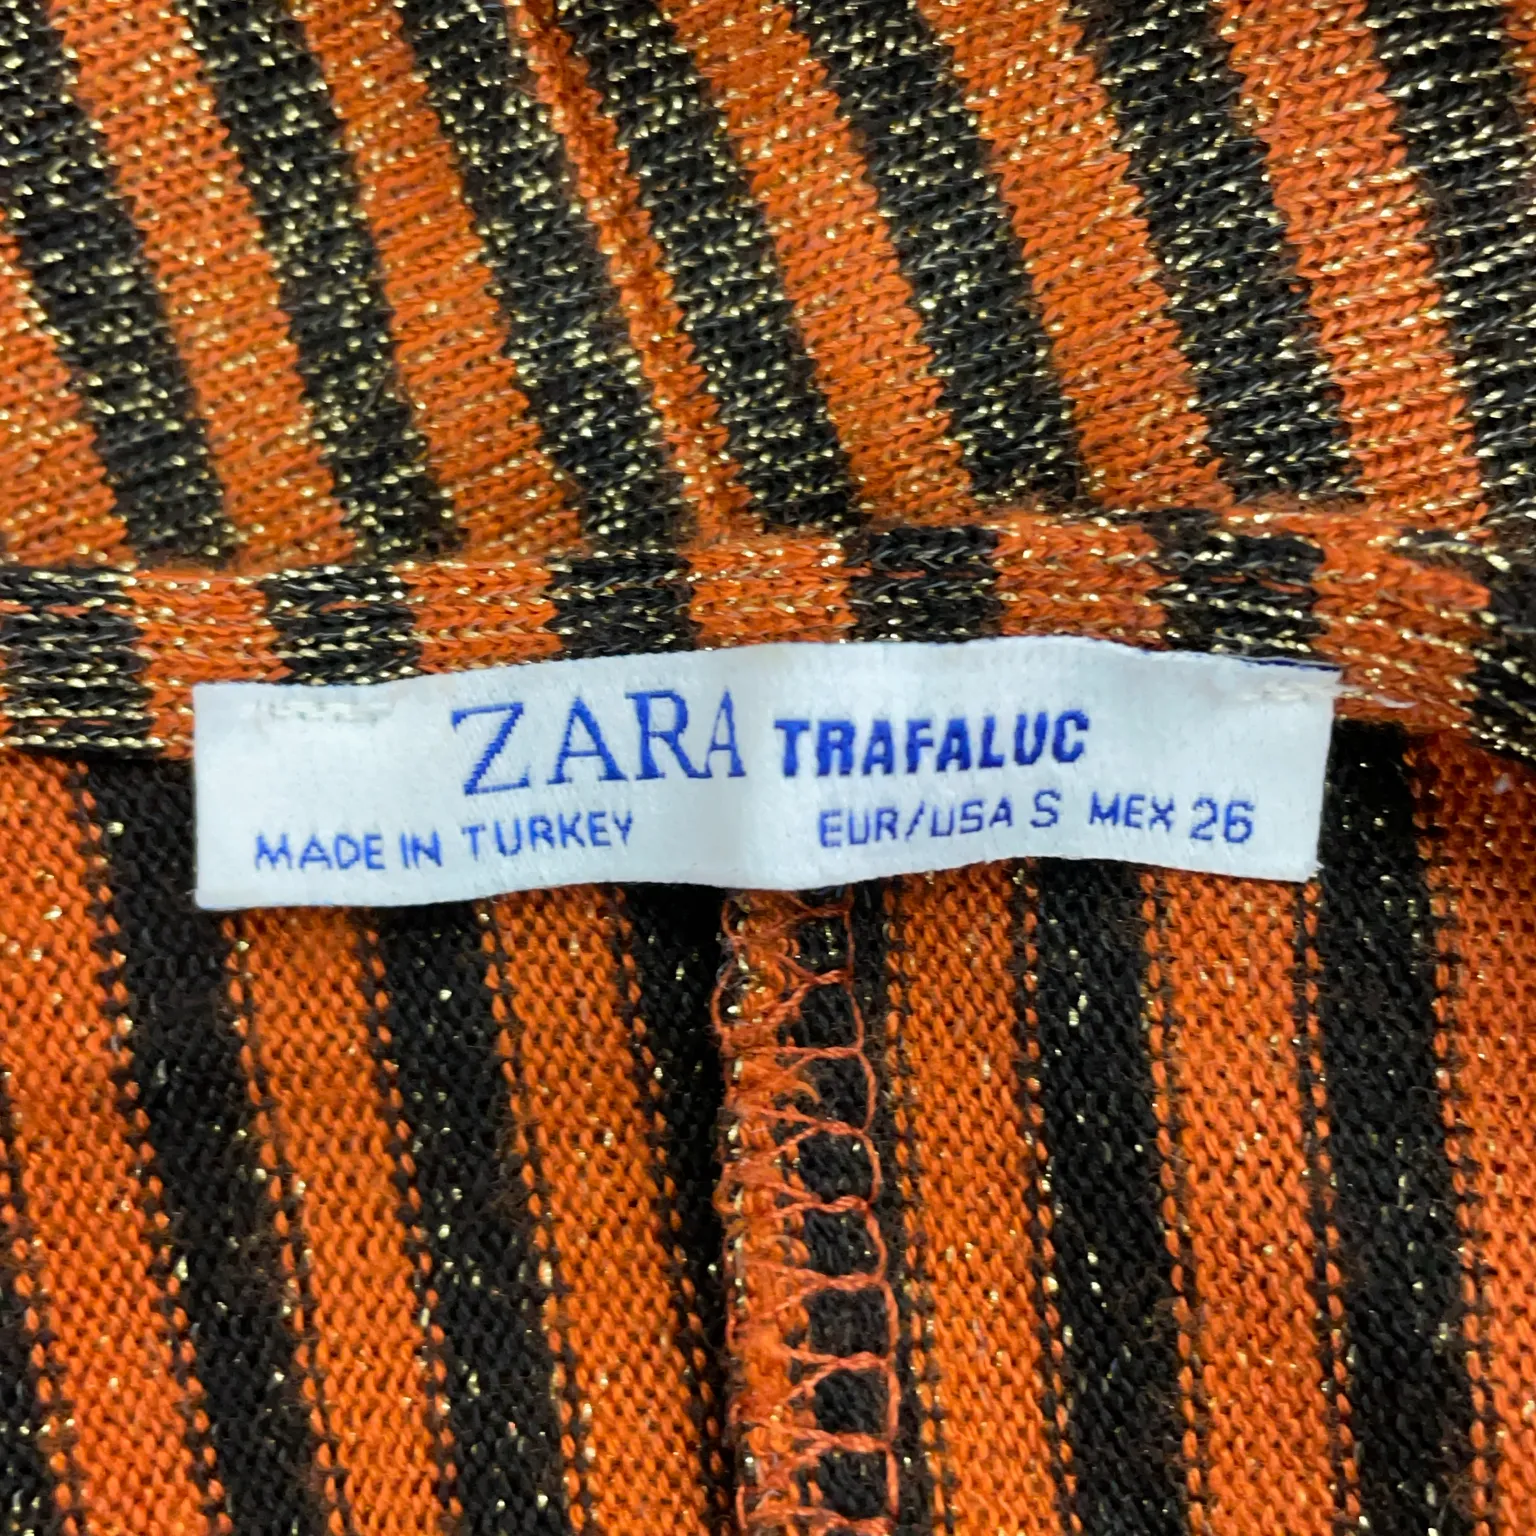 ZARA TRAFALUC
MADE IN TURKEY EUR/USA S MEX 26